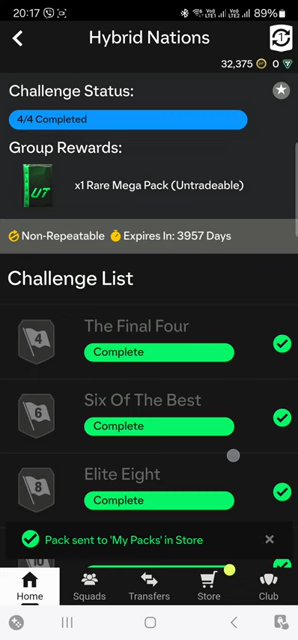 20:17 89%
Hybrid Nations
32,375 0
Challenge Status:
4/4 Completed
Group Rewards:
UT
x1 Rare Mega Pack (Untradeable)
Non-Repeatable Expires In: 3957 Days
Challenge List
4
The Final Four
Complete
6
Six Of The Best
Complete
8
Elite Eight
Complete
Pack sent to 'My Packs' in Store
Home Squads Transfers Store Club